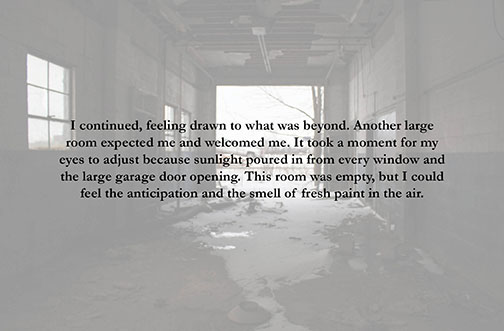 I continued, feeling drawn to what was beyond. Another large
room expected me and welcomed me. It took a moment for my
eyes to adjust because sunlight poured in from every window and
the large garage door opening. This room was empty, but I could
feel the anticipation and the smell of fresh paint in the air.